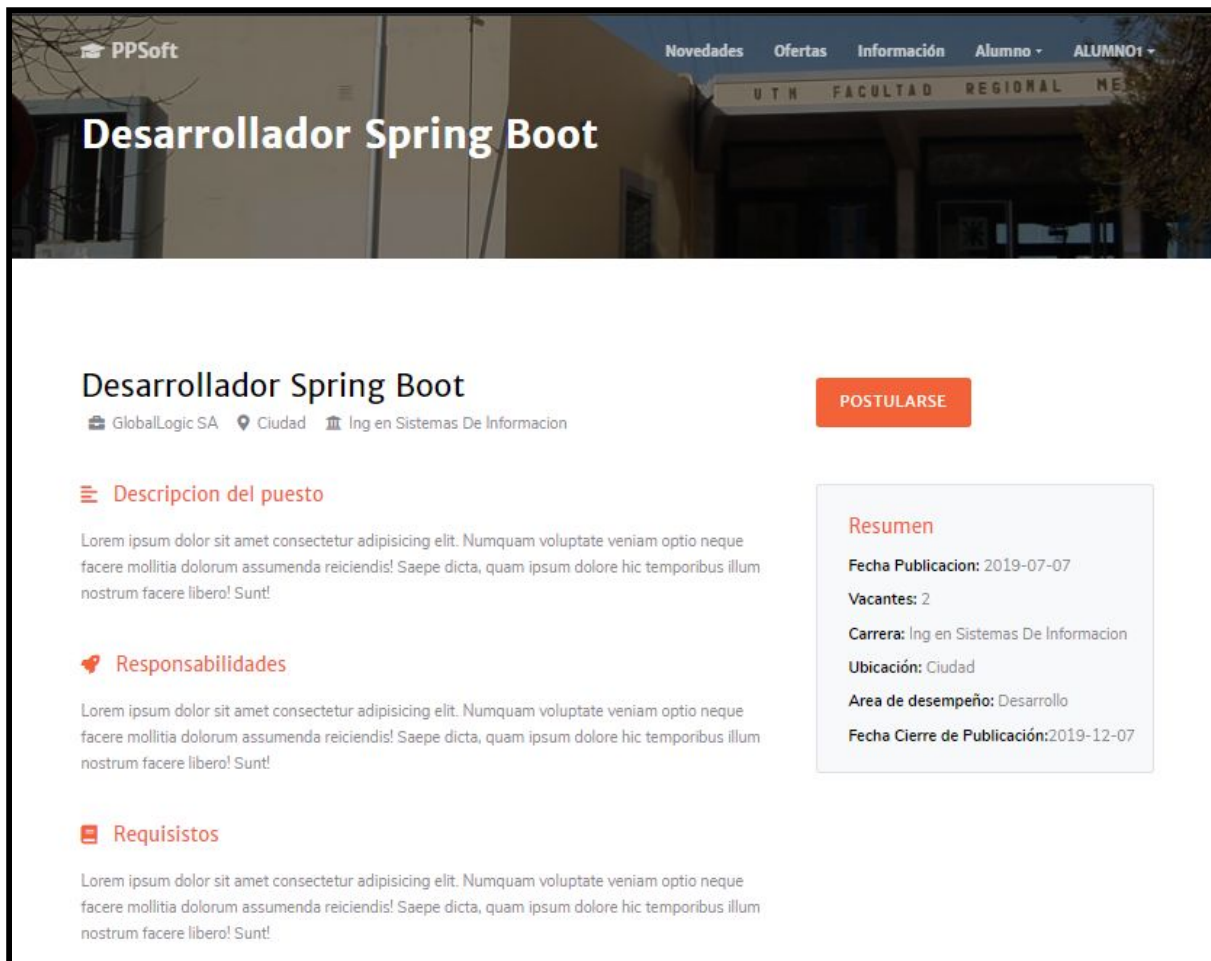 PPSoft
Novedades Ofertas Información Alumno ALUMNO1
UTN FACULTAD REGIONAL
Desarrollador Spring Boot
Desarrollador Spring Boot
GlobalLogic SA Ciudad Ing en Sistemas De Informacion
POSTULARSE
Descripcion del puesto
Lorem ipsum dolor sit amet consectetur adipisicing elit. Numquam voluptate veniam optio neque
facere mollitia dolorum assumenda reiciendis! Saepe dicta, quam ipsum dolore hic temporibus illum
nostrum facere libero! Sunt!
Responsabilidades
Lorem ipsum dolor sit amet consectetur adipisicing elit. Numquam voluptate veniam optio neque
facere mollitia dolorum assumenda reiciendis! Saepe dicta, quam ipsum dolore hic temporibus illum
nostrum facere libero! Sunt!
Requisistos
Lorem ipsum dolor sit amet consectetur adipisicing elit. Numquam voluptate veniam optio neque
facere mollitia dolorum assumenda reiciendis! Saepe dicta, quam ipsum dolore hic temporibus illum
nostrum facere libero! Sunt!
Resumen
Fecha Publicacion: 2019-07-07
Vacantes: 2
Carrera: Ing en Sistemas De Informacion
Ubicación: Ciudad
Area de desempeño: Desarrollo
Fecha Cierre de Publicación:2019-12-07